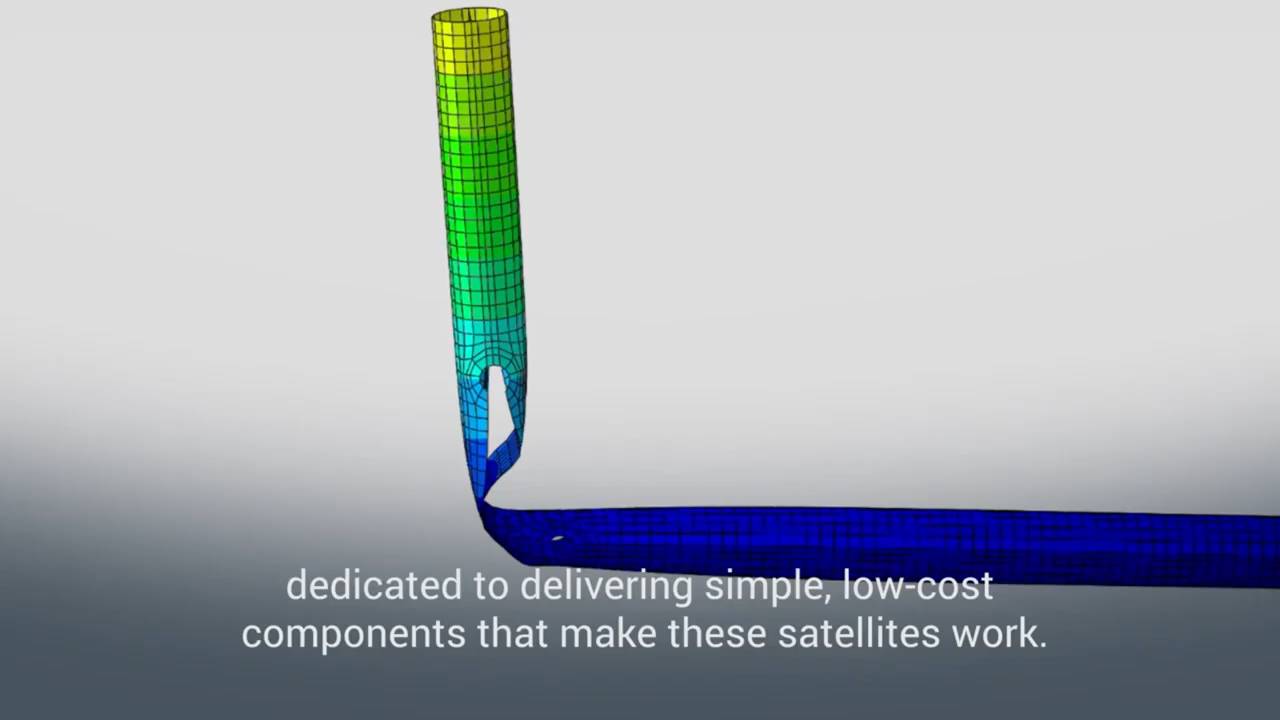 dedicated to delivering simple, low-cost
components that make these satellites work.